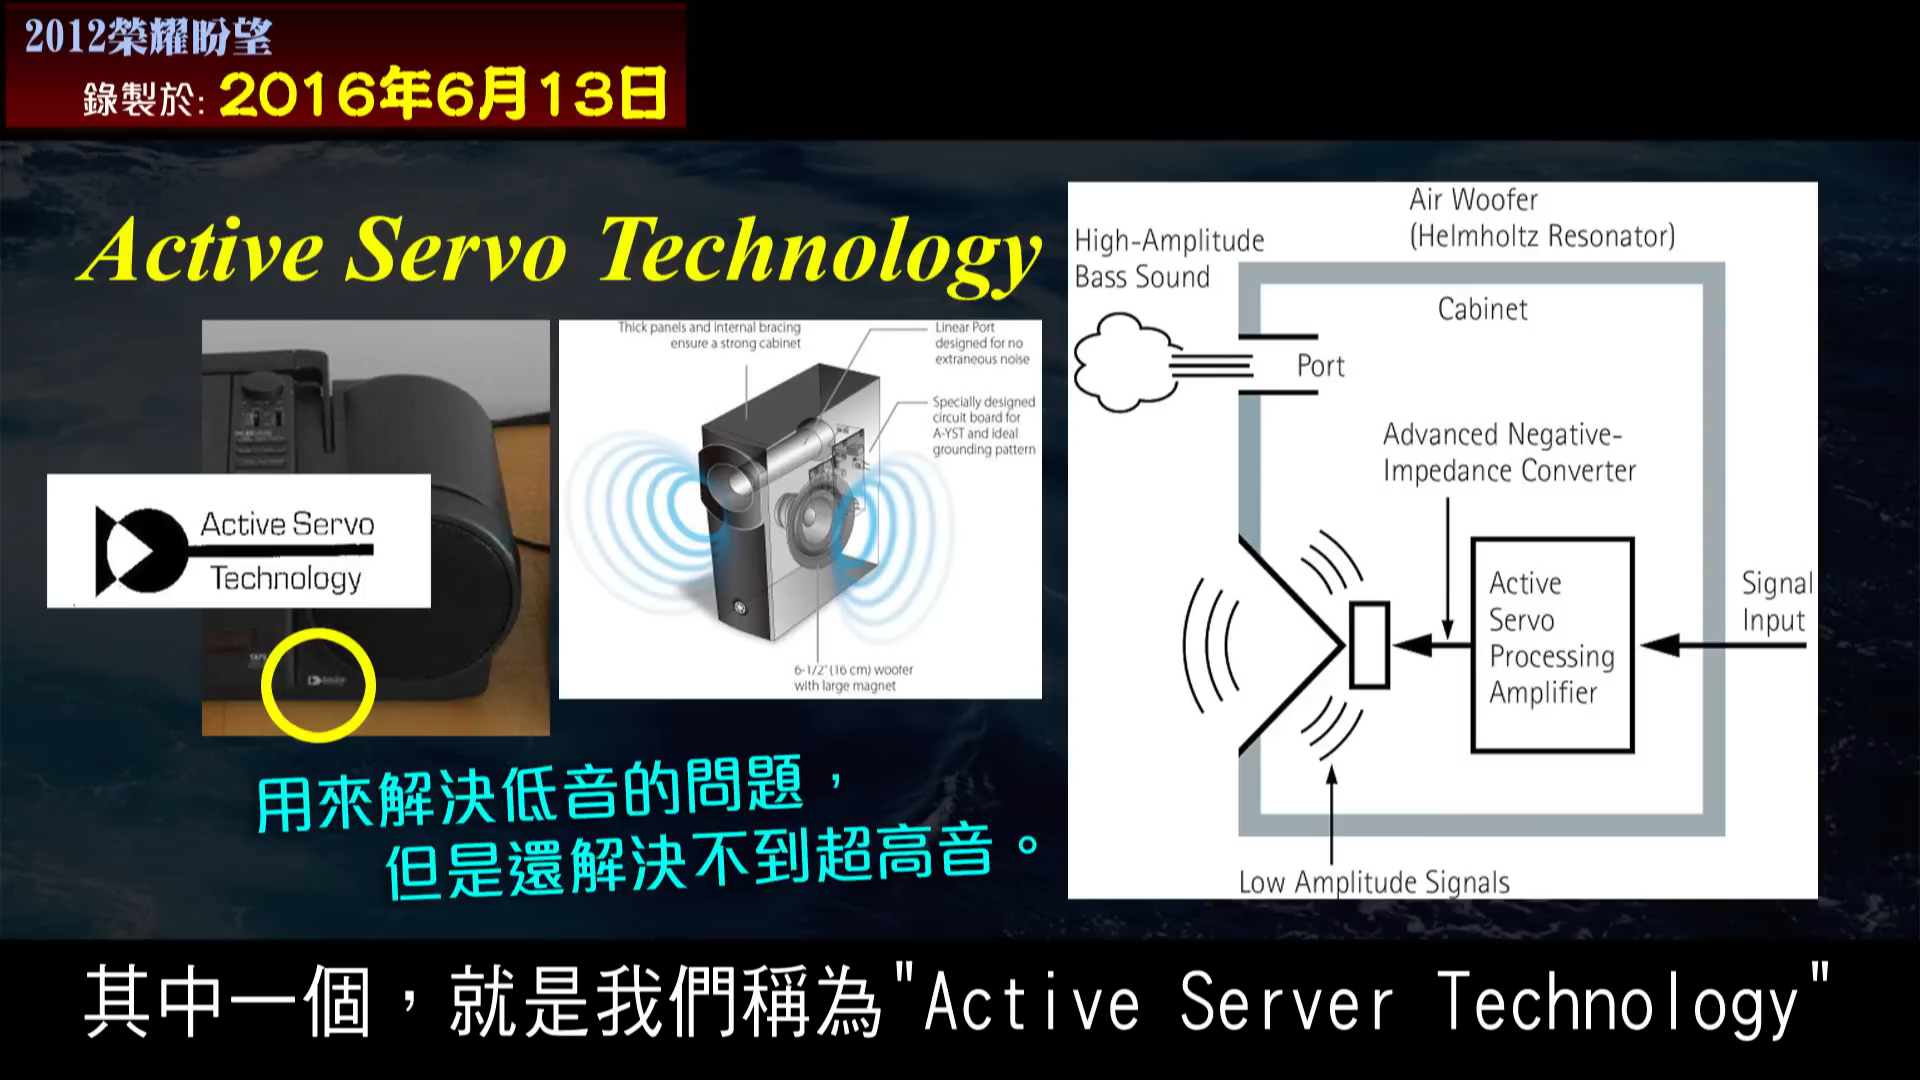 2012榮耀盼望
錄製於: 2016年6月13日
Active Servo Technology
Thick panels and internal bracing
ensure a strong cabinet
Linear Port
designed for no
extraneous noise
Specially designed
circuit board for
A-YST and ideal
grounding pattern
6-1/2" (16 cm) woofer
with large magnet
Active Servo
Technology
High-Amplitude
Bass Sound
Air Woofer
(Helmholtz Resonator)
Cabinet
Port
Advanced Negative-
Impedance Converter
Active
Servo
Processing
Amplifier
Signal
Input
Low Amplitude Signals
用來解決低音的問題，
但是還解決不到超高音。
其中一個，就是我們稱為"Active Server Technology"